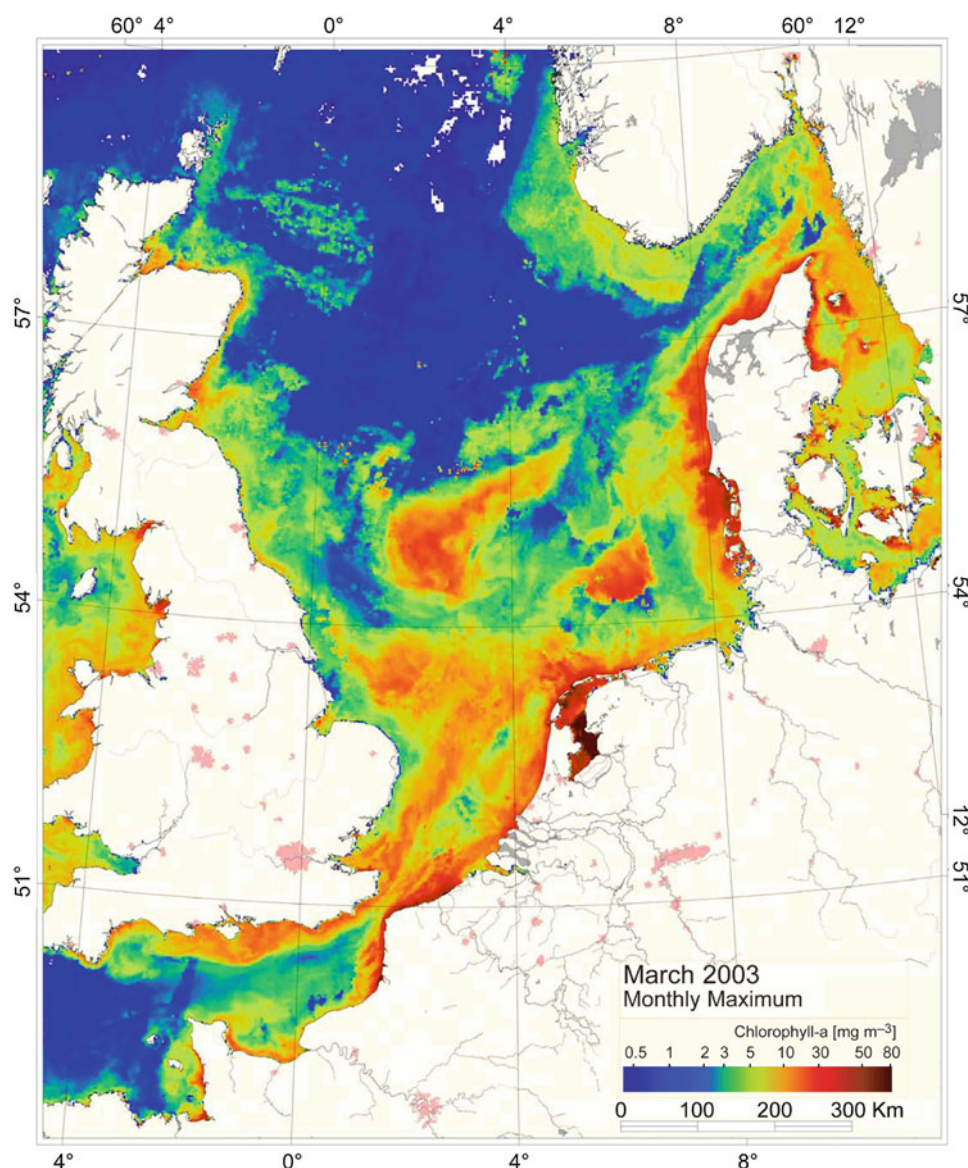 60° 4° 0° 4° 8° 60° 12°
57° 57°
54° 54°
12°
51° 51°
March 2003
Monthly Maximum
Chlorophyll-a [mg m⁻³]
0.5 1 2 3 5 10 30 50 80
0 100 200 300 Km
4° 0° 4° 8°